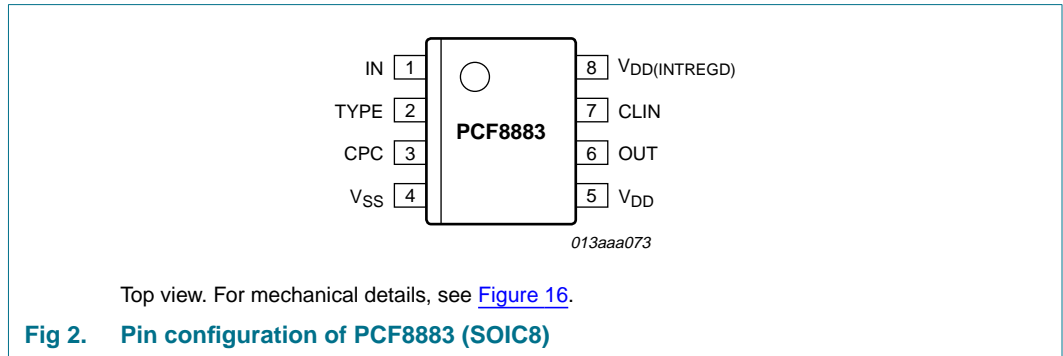 IN 1
8 VDD(INTREGD)
TYPE 2
7 CLIN
PCF8883
CPC 3
6 OUT
VSS 4
5 VDD
013aaa073
Top view. For mechanical details, see Figure 16.
Fig 2. Pin configuration of PCF8883 (SOIC8)